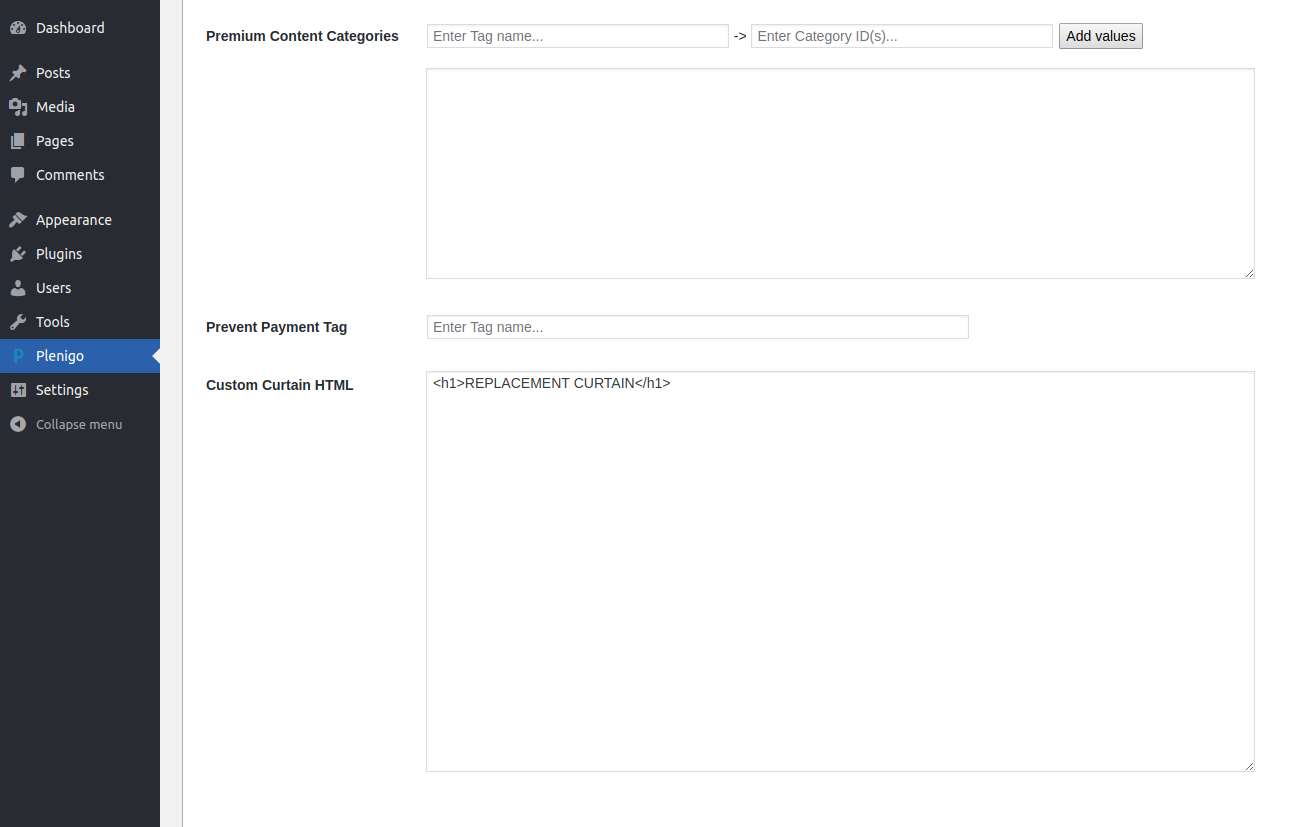 Dashboard
Posts
Media
Pages
Comments
Appearance
Plugins
Users
Tools
Plenigo
Settings
Collapse menu
Premium Content Categories Enter Tag name... -> Enter Category ID(s)... Add values
Prevent Payment Tag Enter Tag name...
Custom Curtain HTML <h1>REPLACEMENT CURTAIN</h1>